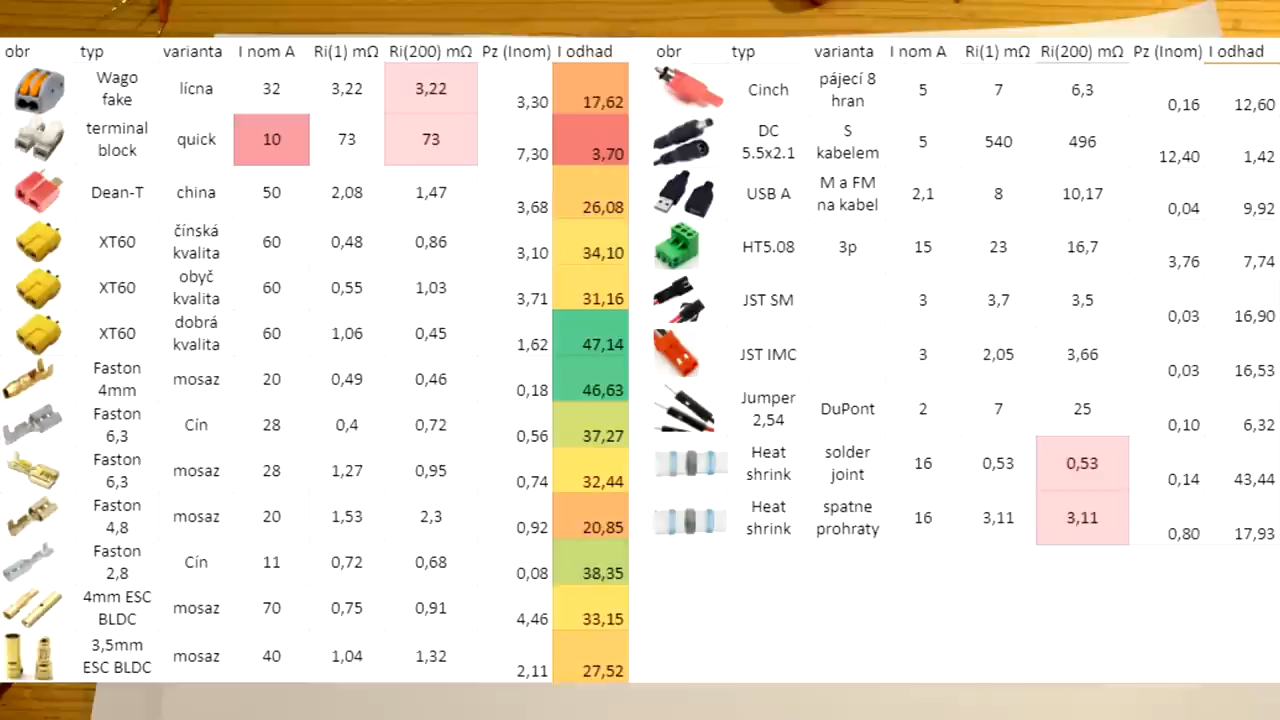 obr typ varianta I nom A Ri(1) mΩ Ri(200) mΩ Pz (Inom) I odhad
Wago fake lícna 32 3,22 3,22 3,30 17,62
terminal block quick 10 73 73 7,30 3,70
Dean-T china 50 2,08 1,47 3,68 26,08
XT60 čínská kvalita 60 0,48 0,86 3,10 34,10
XT60 obyč kvalita 60 0,55 1,03 3,71 31,16
XT60 dobrá kvalita 60 1,06 0,45 1,62 47,14
Faston 4mm mosaz 20 0,49 0,46 0,18 46,63
Faston 6,3 Cín 28 0,4 0,72 0,56 37,27
Faston 6,3 mosaz 28 1,27 0,95 0,74 32,44
Faston 4,8 mosaz 20 1,53 2,3 0,92 20,85
Faston 2,8 Cín 11 0,72 0,68 0,08 38,35
4mm ESC BLDC mosaz 70 0,75 0,91 4,46 33,15
3,5mm ESC BLDC mosaz 40 1,04 1,32 2,11 27,52
obr typ varianta I nom A Ri(1) mΩ Ri(200) mΩ Pz (Inom) I odhad
Cinch pájecí 8 hran 5 7 6,3 0,16 12,60
DC 5.5x2.1 S kabelem 5 540 496 12,40 1,42
USB A M a FM na kabel 2,1 8 10,17 0,04 9,92
HT5.08 3p 15 23 16,7 3,76 7,74
JST SM 3 3,7 3,5 0,03 16,90
JST IMC 3 2,05 3,66 0,03 16,53
Jumper 2,54 DuPont 2 7 25 0,10 6,32
Heat shrink solder joint 16 0,53 0,53 0,14 43,44
Heat shrink spatne prohraty 16 3,11 3,11 0,80 17,93